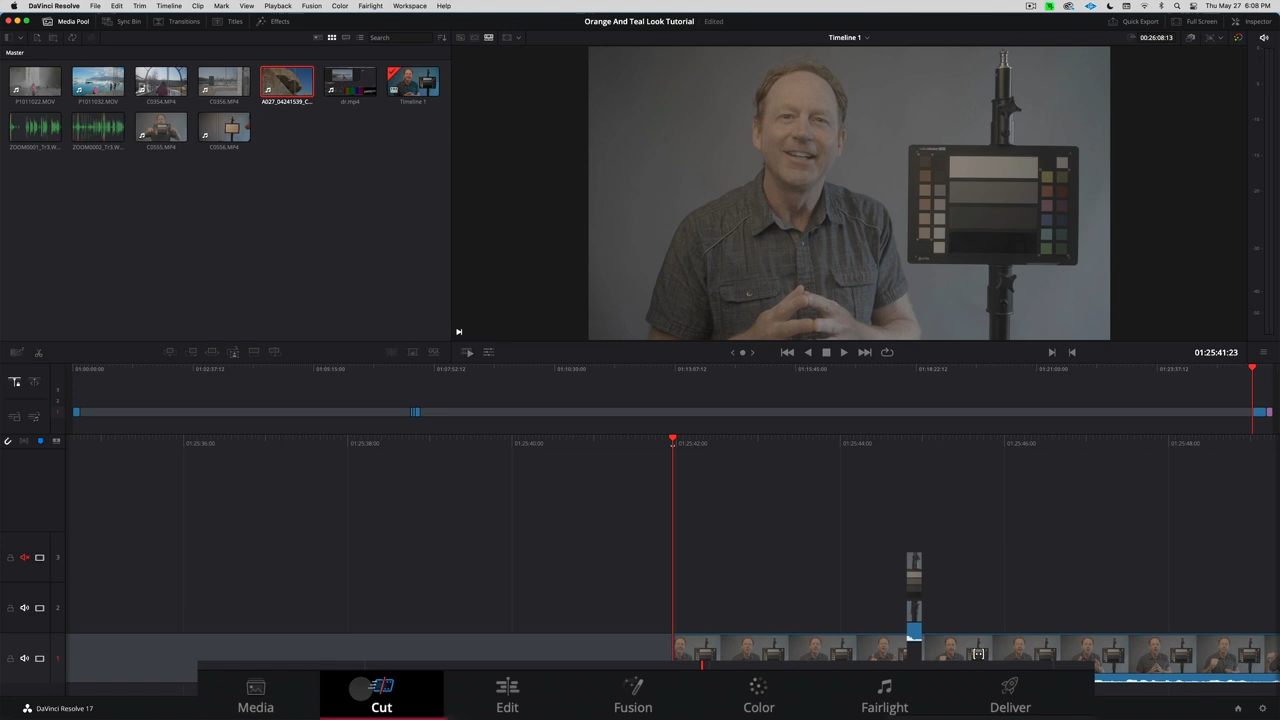 DaVinci Resolve File Edit Trim Timeline Clip Mark View Playback Fusion Color Fairlight Workspace Help Thu May 27 6:08 PM
Media Pool Sync Bin Transitions Titles Effects Orange And Teal Look Tutorial Edited Quick Export Full Screen Inspector
Search Timeline 1 00:26:08:13
Master
P1011022.MOV P1011032.MOV C0354.MP4 C0356.MP4 A027_04241539_C... dr.mp4 Timeline 1
ZOOM0001_Tr3.W... ZOOM0002_Tr3.W... C0555.MP4 C0556.MP4
01:25:41:23
01:00:00:00 01:02:37:12 01:05:15:00 01:07:52:12 01:10:30:00 01:13:07:12 01:15:45:00 01:18:22:12 01:21:00:00 01:23:37:12
1
2
1
01:25:36:00 01:25:38:00 01:25:40:00 01:25:42:00 01:25:44:00 01:25:46:00 01:25:48:00
3
2
1
DaVinci Resolve 17 Media Cut Edit Fusion Color Fairlight Deliver